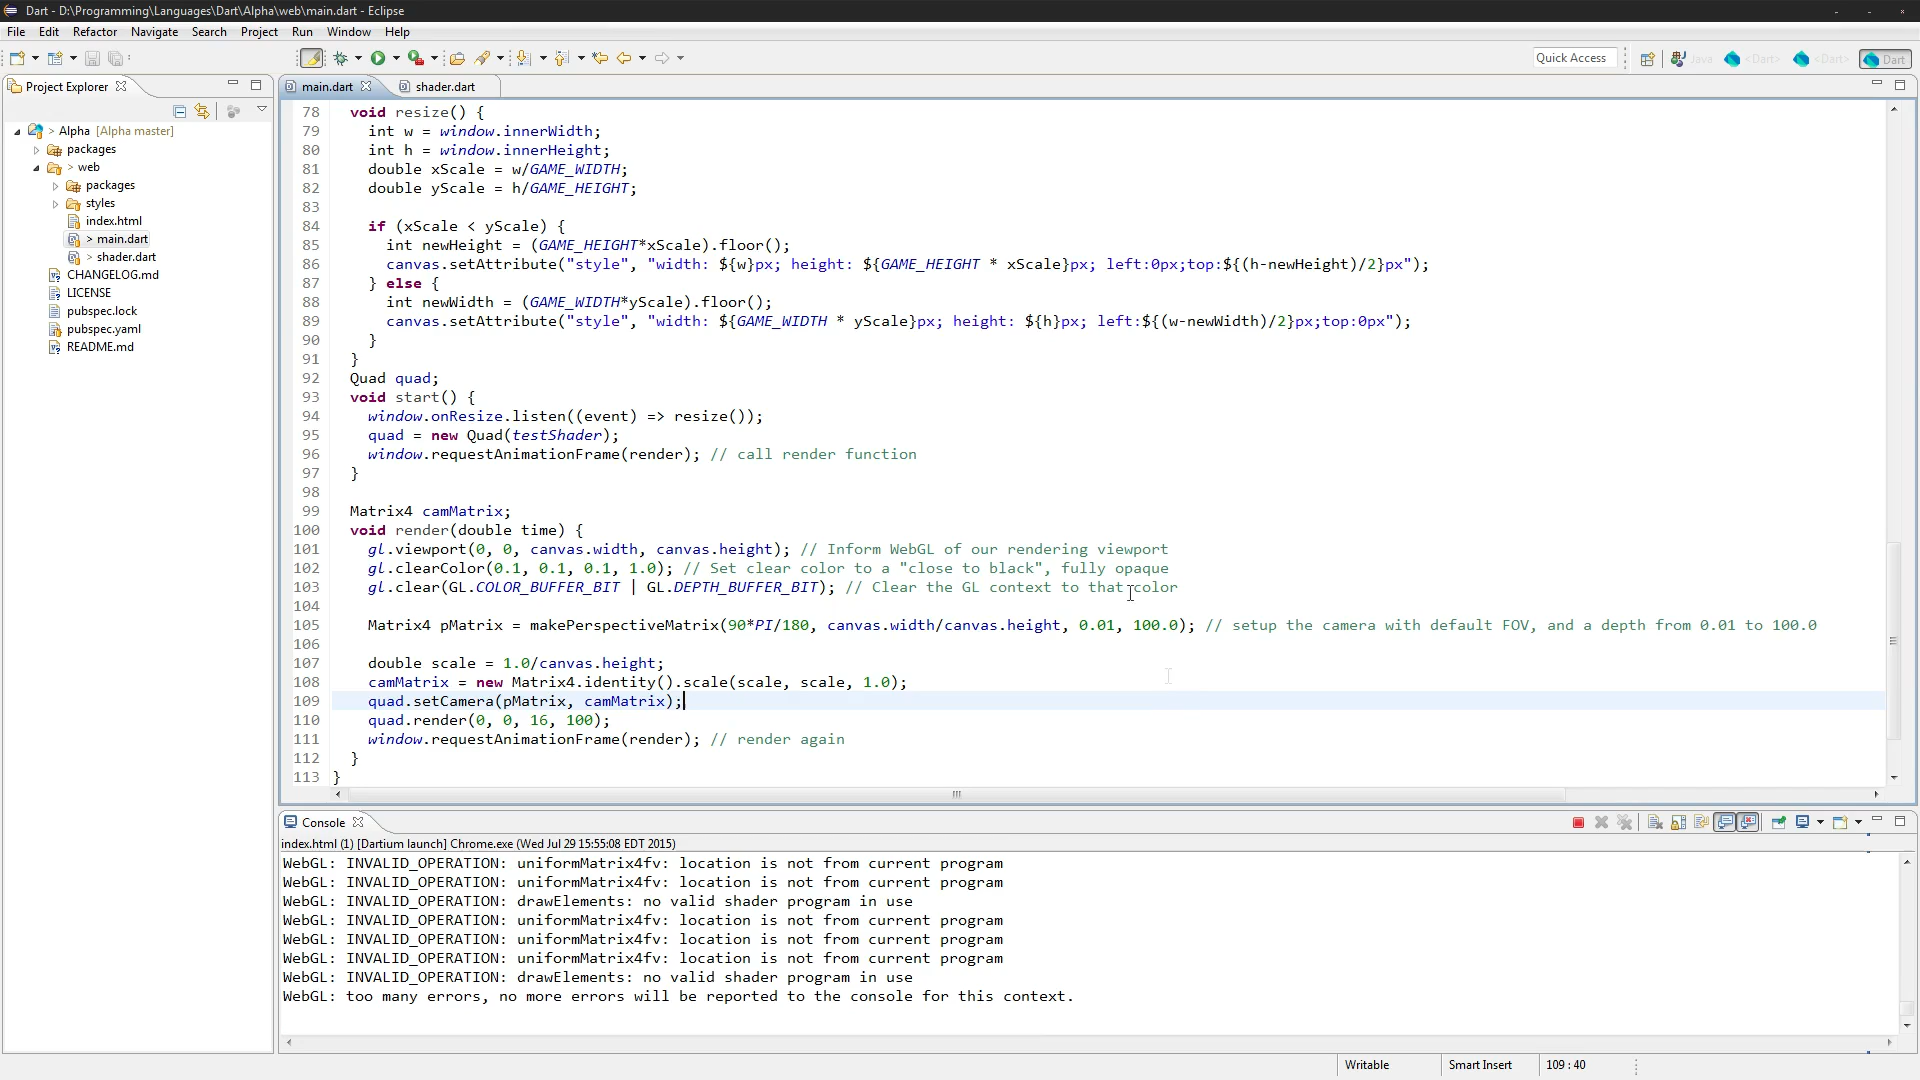 Dart - D:\Programming\Languages\Dart\Alpha\web\main.dart - Eclipse
File Edit Refactor Navigate Search Project Run Window Help
Quick Access
Java
<Dart>
<Dart>
Dart
Project Explorer
> Alpha [Alpha master]
packages
> web
packages
styles
index.html
> main.dart
> shader.dart
CHANGELOG.md
LICENSE
pubspec.lock
pubspec.yaml
README.md
main.dart
shader.dart
78 void resize() {
79 int w = window.innerWidth;
80 int h = window.innerHeight;
81 double xScale = w/GAME_WIDTH;
82 double yScale = h/GAME_HEIGHT;
83
84 if (xScale < yScale) {
85 int newHeight = (GAME_HEIGHT*xScale).floor();
86 canvas.setAttribute("style", "width: ${w}px; height: ${GAME_HEIGHT * xScale}px; left:0px;top:${(h-newHeight)/2}px");
87 } else {
88 int newWidth = (GAME_WIDTH*yScale).floor();
89 canvas.setAttribute("style", "width: ${GAME_WIDTH * yScale}px; height: ${h}px; left:${(w-newWidth)/2}px;top:0px");
90 }
91 }
92 Quad quad;
93 void start() {
94 window.onResize.listen((event) => resize());
95 quad = new Quad(testShader);
96 window.requestAnimationFrame(render); // call render function
97 }
98
99 Matrix4 camMatrix;
100 void render(double time) {
101 gl.viewport(0, 0, canvas.width, canvas.height); // Inform WebGL of our rendering viewport
102 gl.clearColor(0.1, 0.1, 0.1, 1.0); // Set clear color to a "close to black", fully opaque
103 gl.clear(GL.COLOR_BUFFER_BIT | GL.DEPTH_BUFFER_BIT); // Clear the GL context to that color
104
105 Matrix4 pMatrix = makePerspectiveMatrix(90*PI/180, canvas.width/canvas.height, 0.01, 100.0); // setup the camera with default FOV, and a depth from 0.01 to 100.0
106
107 double scale = 1.0/canvas.height;
108 camMatrix = new Matrix4.identity().scale(scale, scale, 1.0);
109 quad.setCamera(pMatrix, camMatrix);
110 quad.render(0, 0, 16, 100);
111 window.requestAnimationFrame(render); // render again
112 }
113 }
Console
index.html (1) [Dartium launch] Chrome.exe (Wed Jul 29 15:55:08 EDT 2015)
WebGL: INVALID_OPERATION: uniformMatrix4fv: location is not from current program
WebGL: INVALID_OPERATION: uniformMatrix4fv: location is not from current program
WebGL: INVALID_OPERATION: drawElements: no valid shader program in use
WebGL: INVALID_OPERATION: uniformMatrix4fv: location is not from current program
WebGL: INVALID_OPERATION: uniformMatrix4fv: location is not from current program
WebGL: INVALID_OPERATION: uniformMatrix4fv: location is not from current program
WebGL: INVALID_OPERATION: drawElements: no valid shader program in use
WebGL: too many errors, no more errors will be reported to the console for this context.
Writable
Smart Insert
109 : 40